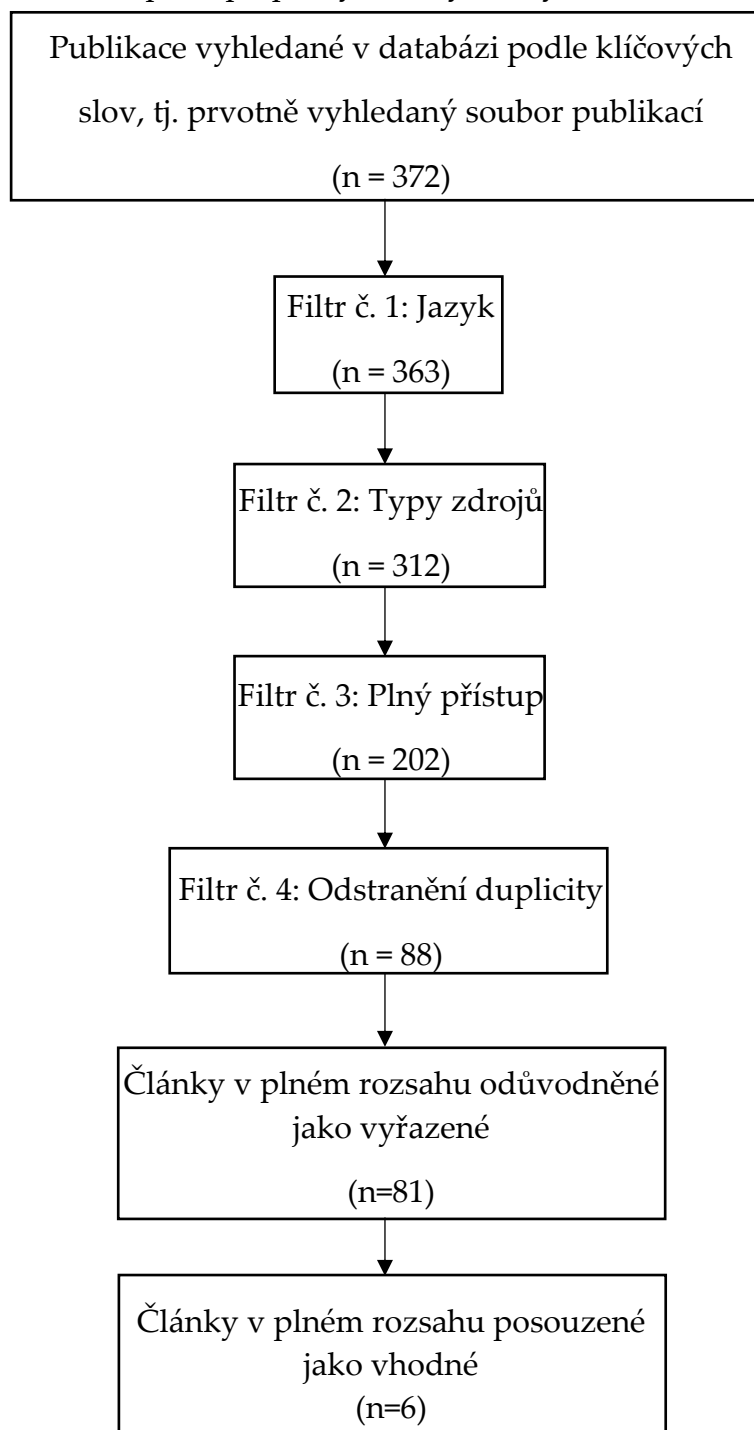 Publikace vyhledané v databázi podle klíčových
slov, tj. prvotně vyhledaný soubor publikací
(n = 372)
Filtr č. 1: Jazyk
(n = 363)
Filtr č. 2: Typy zdrojů
(n = 312)
Filtr č. 3: Plný přístup
(n = 202)
Filtr č. 4: Odstranění duplicity
(n = 88)
Články v plném rozsahu odůvodněné
jako vyřazené
(n=81)
Články v plném rozsahu posouzené
jako vhodné
(n=6)